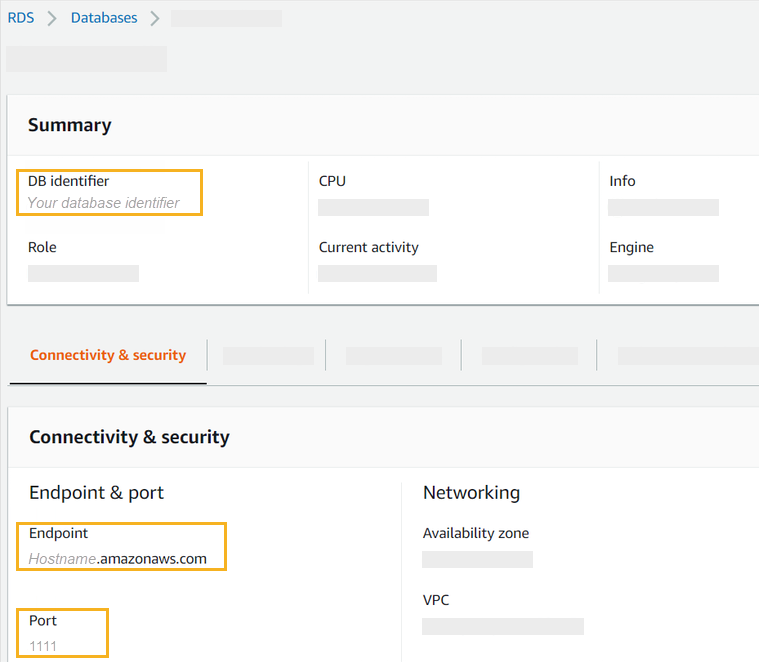 RDS > Databases >
Summary
DB identifier
Your database identifier
CPU
Info
Role
Current activity
Engine
Connectivity & security
Connectivity & security
Endpoint & port
Networking
Endpoint
Hostname.amazonaws.com
Availability zone
Port
1111
VPC